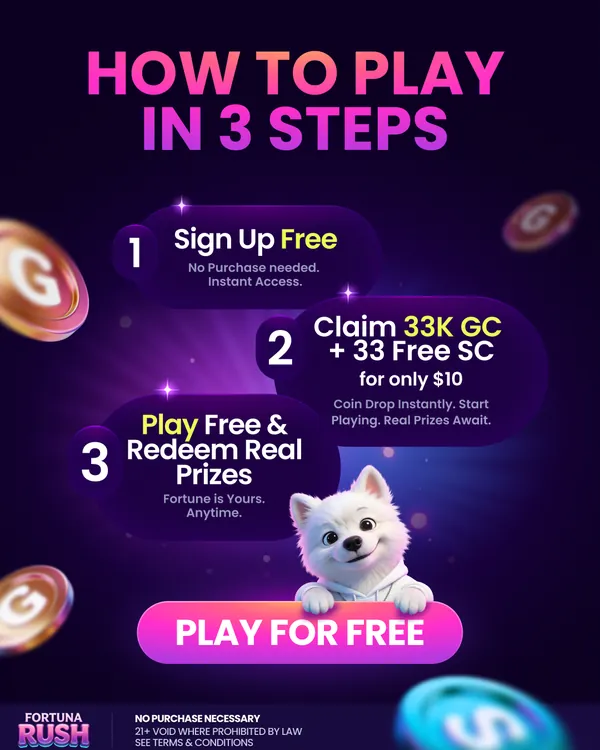 HOW TO PLAY
IN 3 STEPS
1
Sign Up Free
No Purchase needed.
Instant Access.
2
Claim 33K GC
+ 33 Free SC
for only $10
Coin Drop Instantly. Start
Playing. Real Prizes Await.
3
Play Free &
Redeem Real
Prizes
Fortune is Yours.
Anytime.
G
G
G
PLAY FOR FREE
S
FORTUNA
RUSH
NO PURCHASE NECESSARY
21+ VOID WHERE PROHIBITED BY LAW
SEE TERMS & CONDITIONS